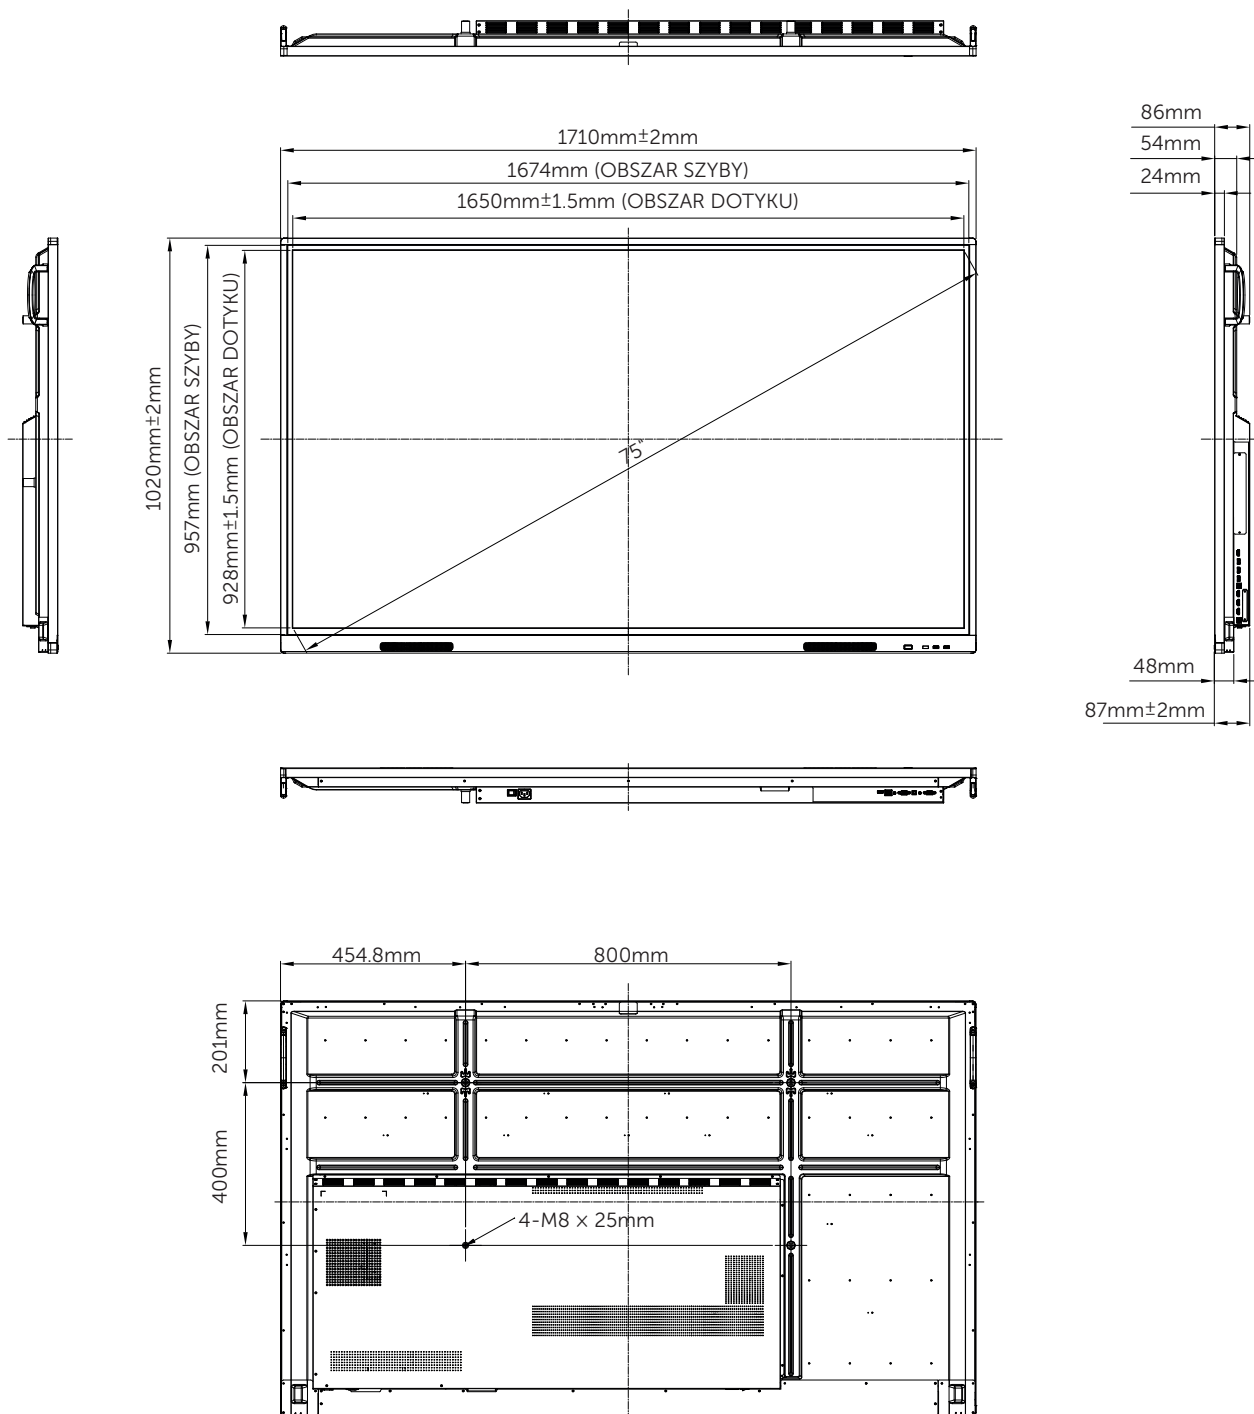 86mm
1710mm±2mm
54mm
1674mm (OBSZAR SZYBY)
24mm
1650mm±1.5mm (OBSZAR DOTYKU)
1020mm±2mm
957mm (OBSZAR SZYBY)
928mm±1.5mm (OBSZAR DOTYKU)
75"
48mm
87mm±2mm
454.8mm
800mm
201mm
400mm
4-M8 × 25mm